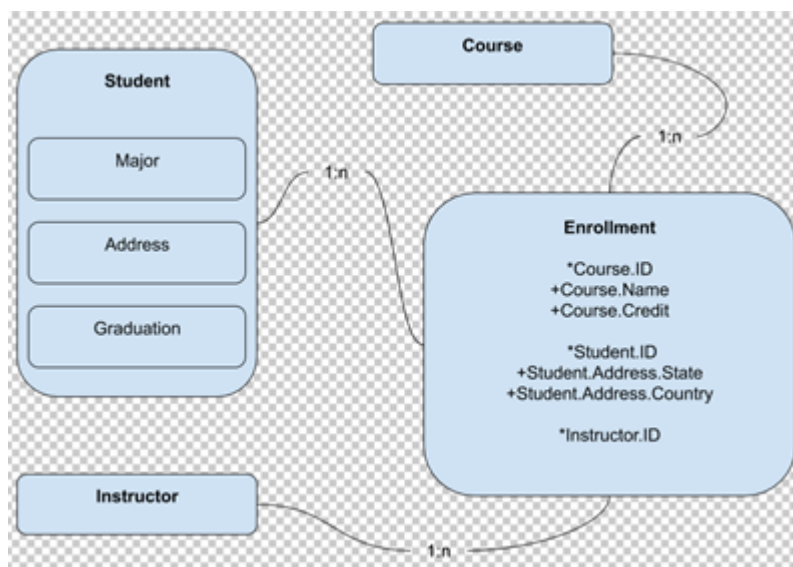 Student
Major
Address
Graduation
Course
1:n
1:n
Enrollment
*Course.ID
+Course.Name
+Course.Credit
*Student.ID
+Student.Address.State
+Student.Address.Country
*Instructor.ID
Instructor
1:n